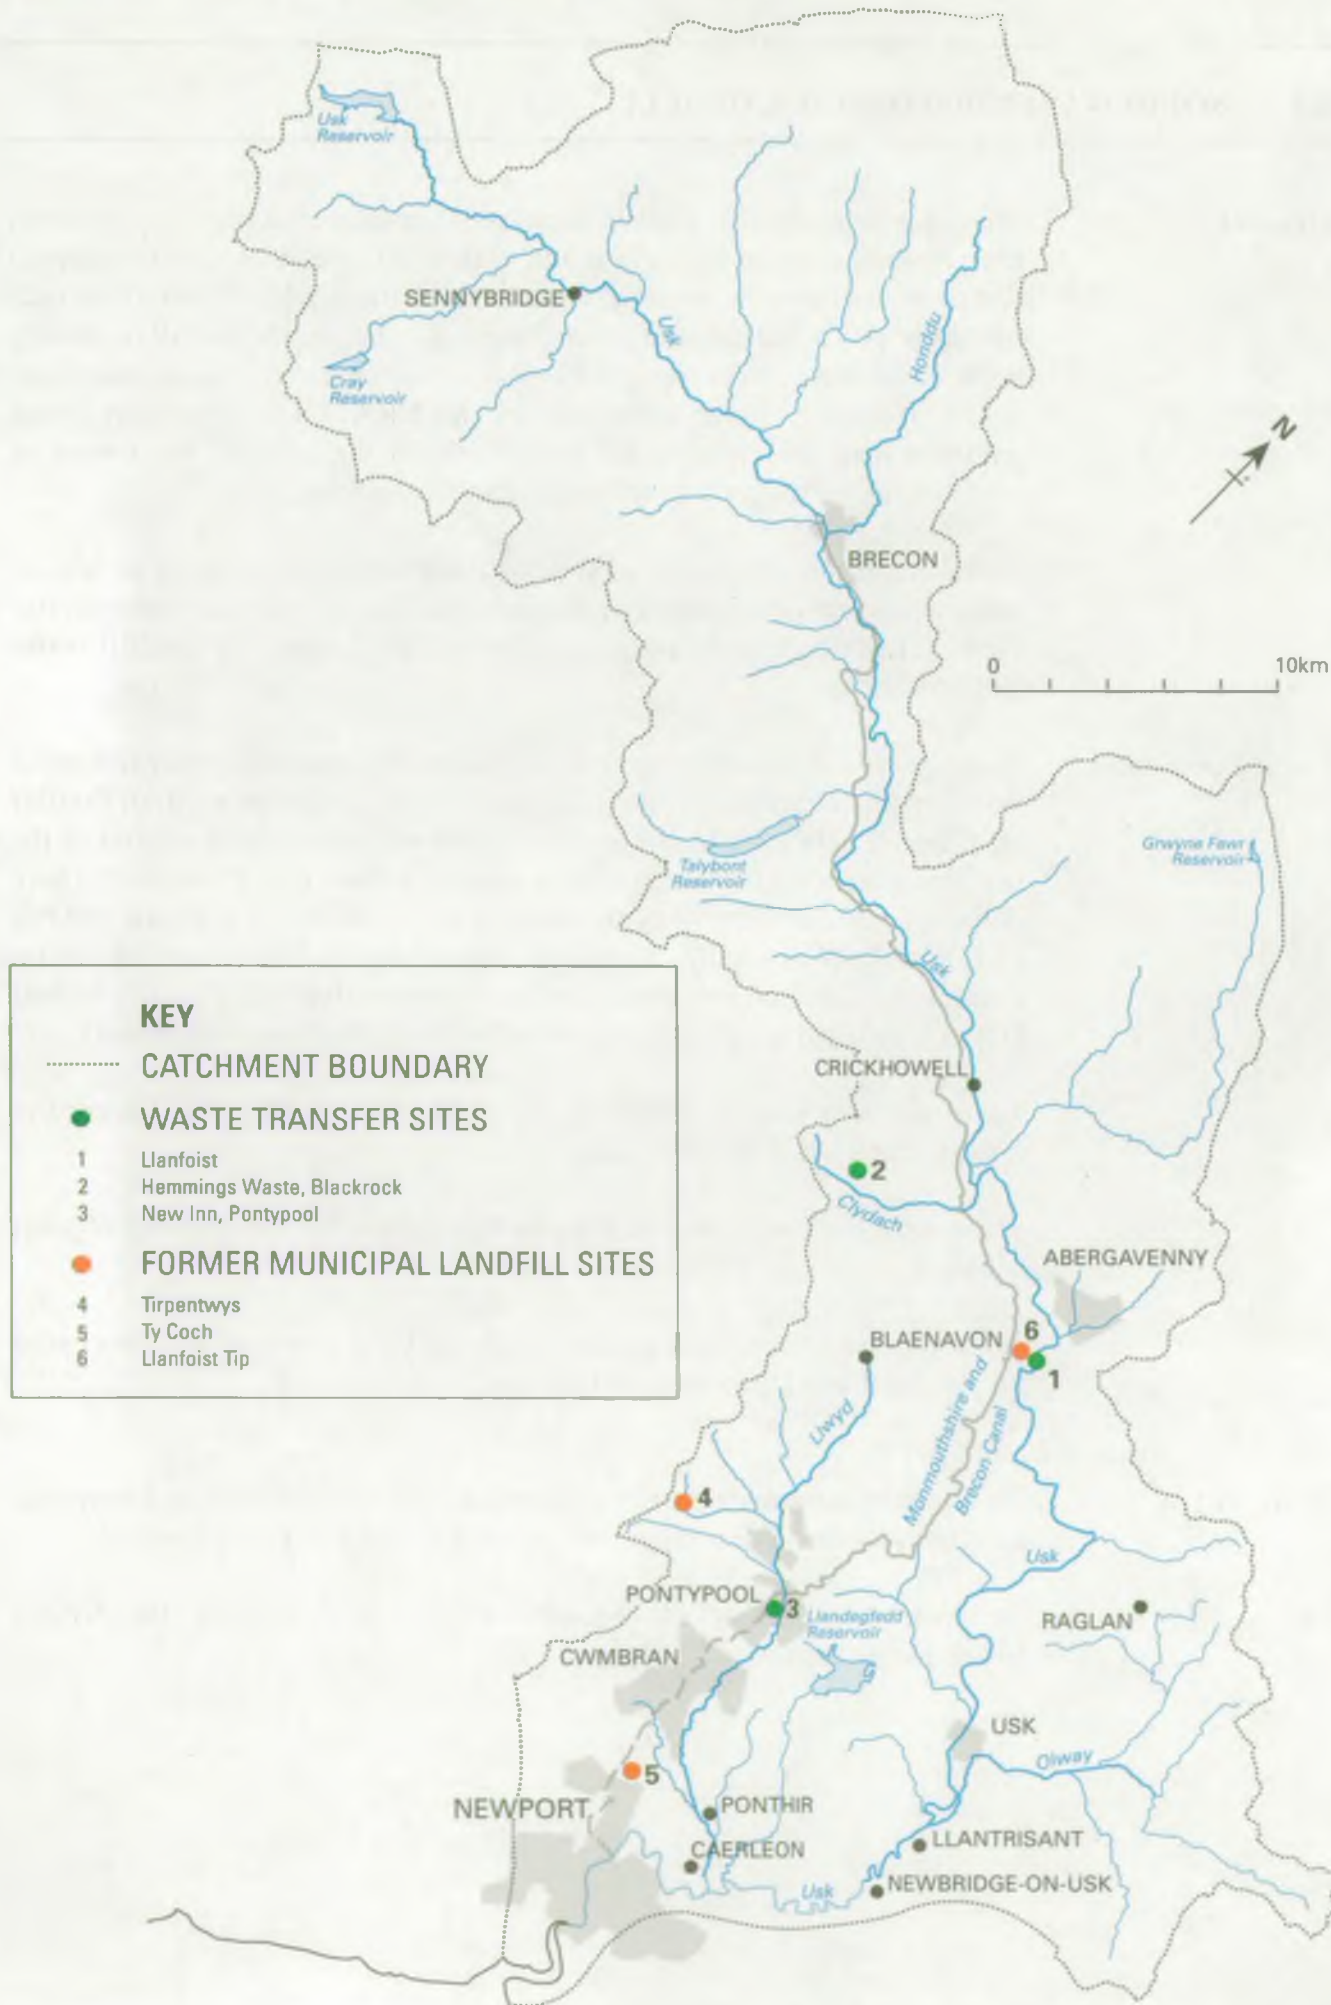 Usk
Reservoir
SENNYBRIDGE
Usk
Honddu
Cray
Reservoir
N
BRECON
0 10km
Talybont
Reservoir
Grwyne Fawr
Reservoir
Usk
KEY
CATCHMENT BOUNDARY
WASTE TRANSFER SITES
1 Llanfoist
2 Hemmings Waste, Blackrock
3 New Inn, Pontypool
FORMER MUNICIPAL LANDFILL SITES
4 Tirpentwys
5 Ty Coch
6 Llanfoist Tip
CRICKHOWELL
2
Clydach
ABERGAVENNY
6
BLAENAVON
1
Monmouthshire and
Brecon Canal
Llwyd
4
Usk
PONTYPOOL
3
Llandegfedd
Reservoir
RAGLAN
CWMBRAN
USK
Olway
5
NEWPORT
PONTHIR
LLANTRISANT
CAERLEON
NEWBRIDGE-ON-USK
Usk